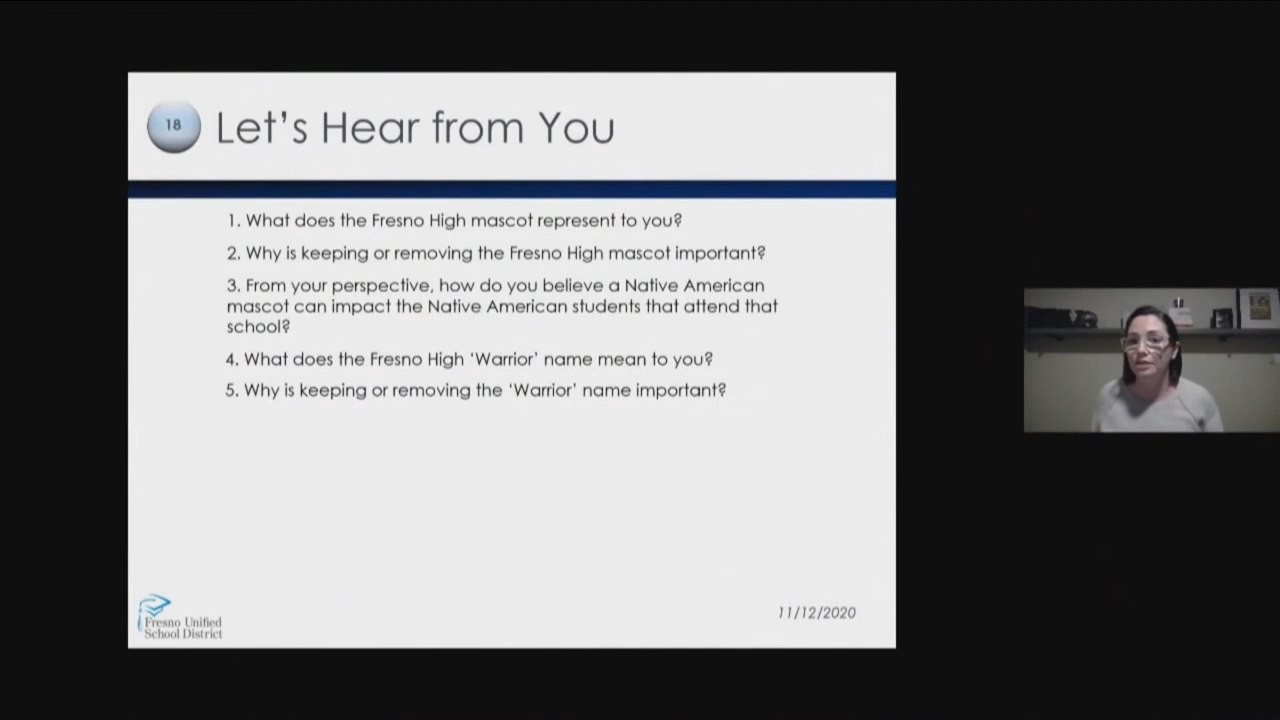 18
Let's Hear from You
1. What does the Fresno High mascot represent to you?
2. Why is keeping or removing the Fresno High mascot important?
3. From your perspective, how do you believe a Native American
mascot can impact the Native American students that attend that
school?
4. What does the Fresno High 'Warrior' name mean to you?
5. Why is keeping or removing the 'Warrior' name important?
Fresno Unified
School District
11/12/2020